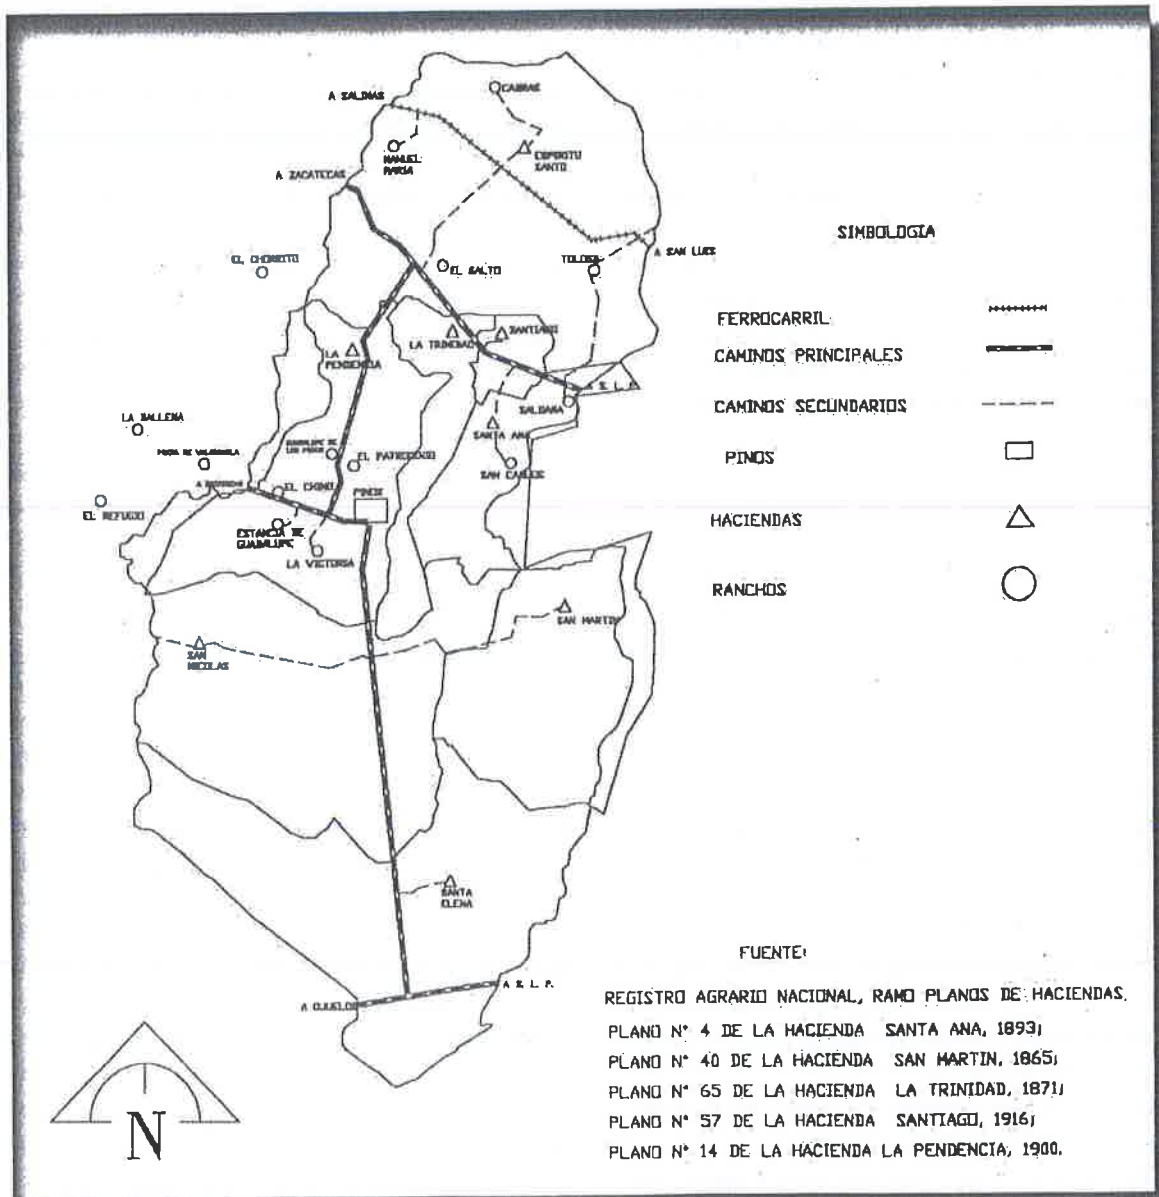 CABRAS
A SALINAS
MANUEL
MARIA
ESPIRITU
SANTO
A ZACATECAS
SIMBOLOGIA
A SAN LUIS
EL CHORRITO
EL SALTO
TOLOSA
FERROCARRIL
LA TRINIDAD
SANTIAGO
LA
PENDENCIA
CAMINOS PRINCIPALES
A S. L. P.
SALDAÑA
CAMINOS SECUNDARIOS
LA BALLENA
SANTA ANA
GUADALUPE DE
LOS
EL PATROCINIO
SAN CARLOS
PINOS
DE
A
EL CHINO
PINOS
EL REFUGIO
HACIENDAS
ESTANCIA DE
GUADALUPE
LA VICTORIA
RANCHOS
SAN MARTIN
SAN
NICOLAS
SANTA
ELENA
FUENTE:
A S. L. P.
A OJUELOS
REGISTRO AGRARIO NACIONAL, RAMO PLANOS DE HACIENDAS.
PLANO N° 4 DE LA HACIENDA SANTA ANA, 1893;
PLANO N° 40 DE LA HACIENDA SAN MARTIN, 1865;
PLANO N° 65 DE LA HACIENDA LA TRINIDAD, 1871;
PLANO N° 57 DE LA HACIENDA SANTIAGO, 1916;
PLANO N° 14 DE LA HACIENDA LA PENDENCIA, 1900.
N